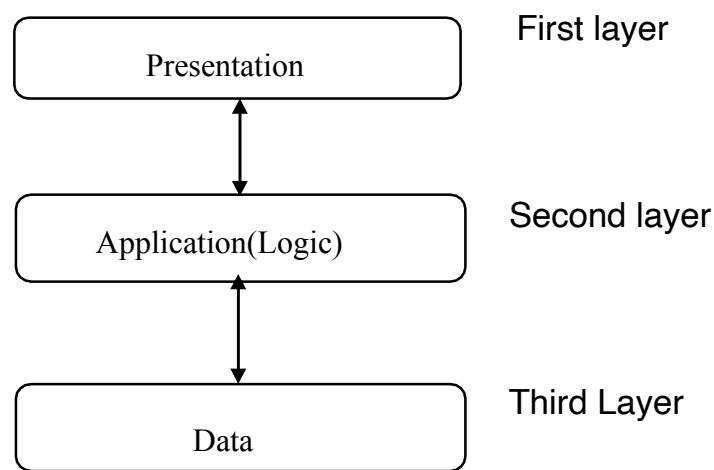 First layer
Presentation
Second layer
Application(Logic)
Third Layer
Data